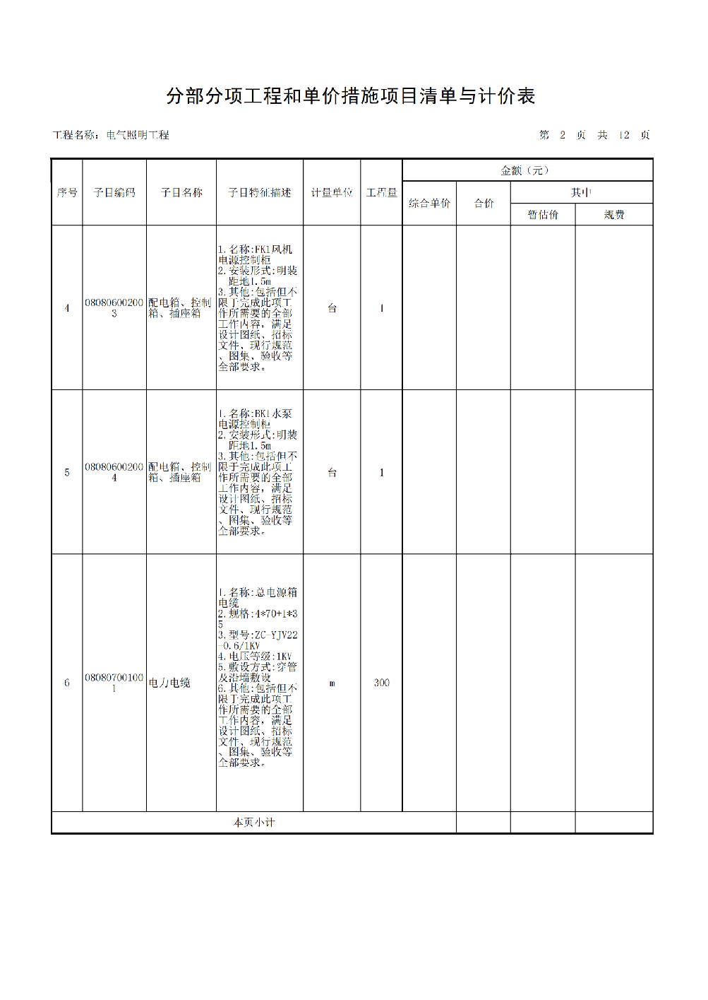 分部分项工程和单价措施项目清单与计价表
工程名称：电气照明工程
第 2 页 共 12 页
序号
子目编码
子目名称
子目特征描述
计量单位
工程量
金额（元）
综合单价
合价
其中
暂估价
规费
4
08080600200
3
配电箱、控制
箱、插座箱
1.名称:FK1风机
电源控制柜
2.安装形式:明装
距地1.5m
3.其他:包括但不
限于完成此项工
作所需要的全部
工作内容，满足
设计图纸、招标
文件、现行规范
、图集、验收等
全部要求。
台
1
5
08080600200
4
配电箱、控制
箱、插座箱
1.名称:BK1水泵
电源控制柜
2.安装形式:明装
距地1.5m
3.其他:包括但不
限于完成此项工
作所需要的全部
工作内容，满足
设计图纸、招标
文件、现行规范
、图集、验收等
全部要求。
台
1
6
08080700100
1
电力电缆
1.名称:总电源箱
电缆
2.规格:4*70+1*3
5
3.型号:ZC-YJV22
-0.6/1KV
4.电压等级:1KV
5.敷设方式:穿管
及沿墙敷设
6.其他:包括但不
限于完成此项工
作所需要的全部
工作内容，满足
设计图纸、招标
文件、现行规范
、图集、验收等
全部要求。
m
300
本页小计